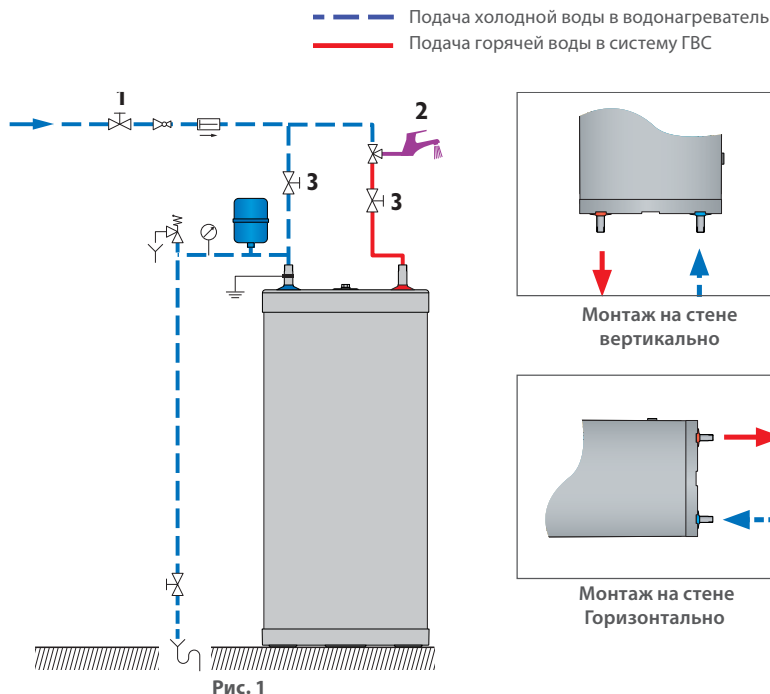 Подача холодной воды в водонагреватель
Подача горячей воды в систему ГВС
1
2
3
3
Монтаж на стене
вертикально
Монтаж на стене
Горизонтально
Рис. 1